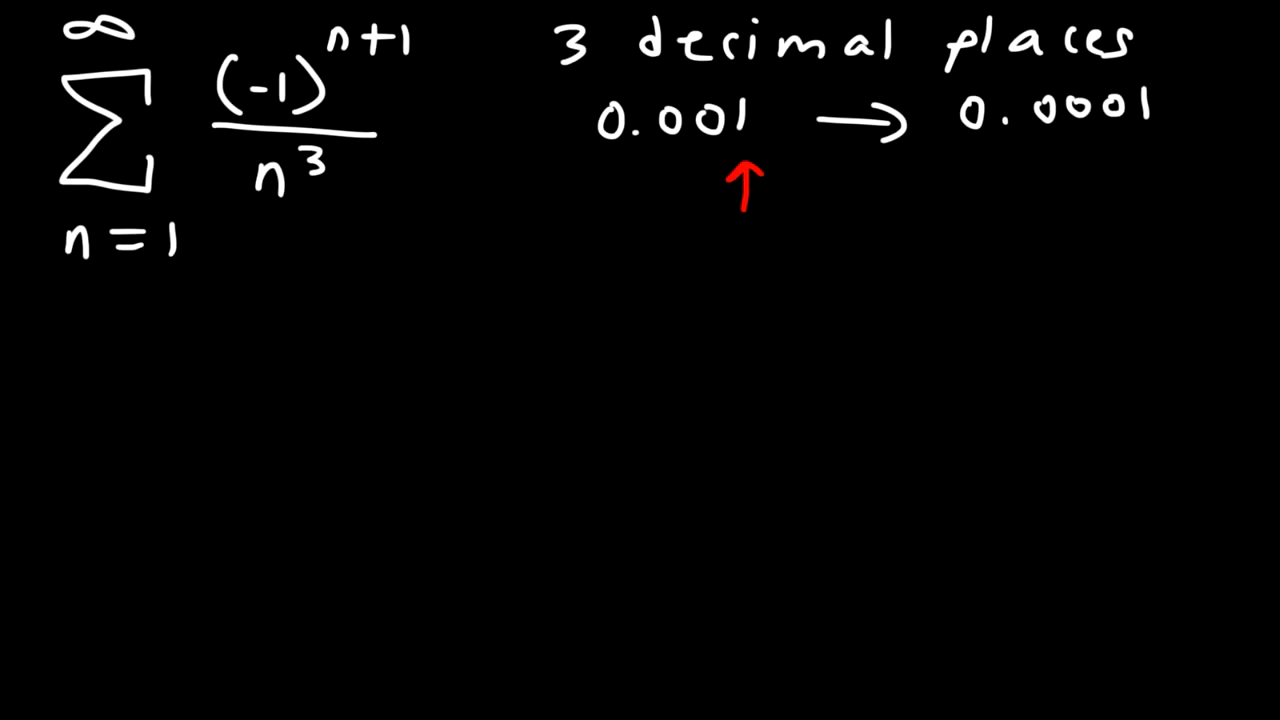 ∞
∑ (-1)^(n+1) / n^3
n = 1
3 decimal places
0.001 → 0.0001
↑